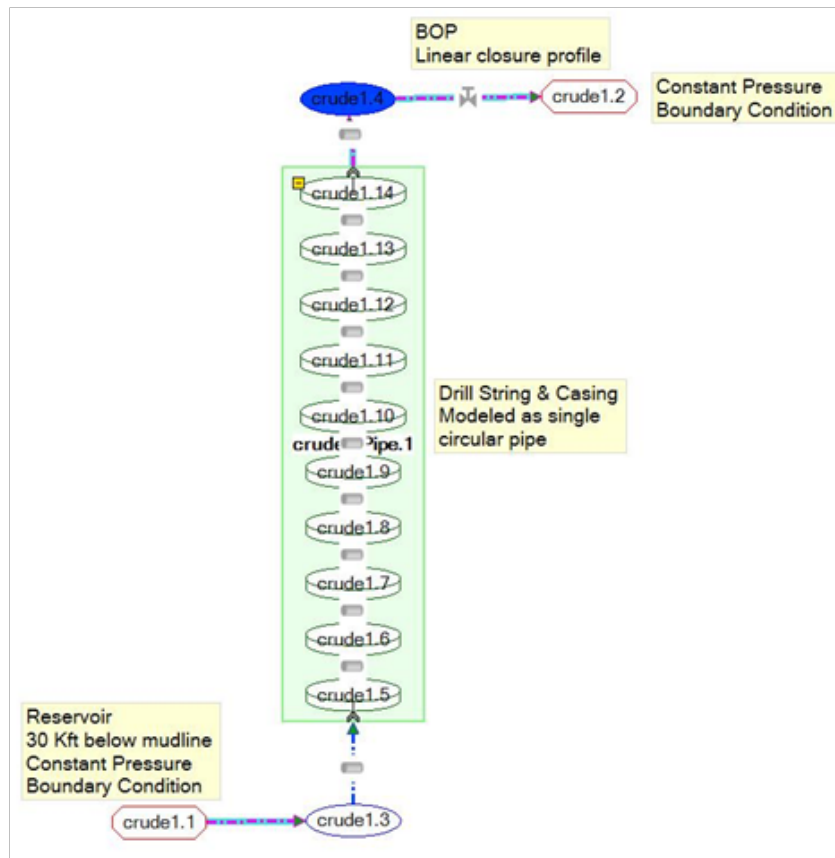 BOP
Linear closure profile
crude1.4
crude1.2
Constant Pressure
Boundary Condition
crude1.14
crude1.13
crude1.12
crude1.11
Drill String & Casing
Modeled as single
circular pipe
crude1.10
crude1.9
crude1.8
crude1.7
crude1.6
crude1.5
Reservoir
30 Kft below mudline
Constant Pressure
Boundary Condition
crude1.1
crude1.3